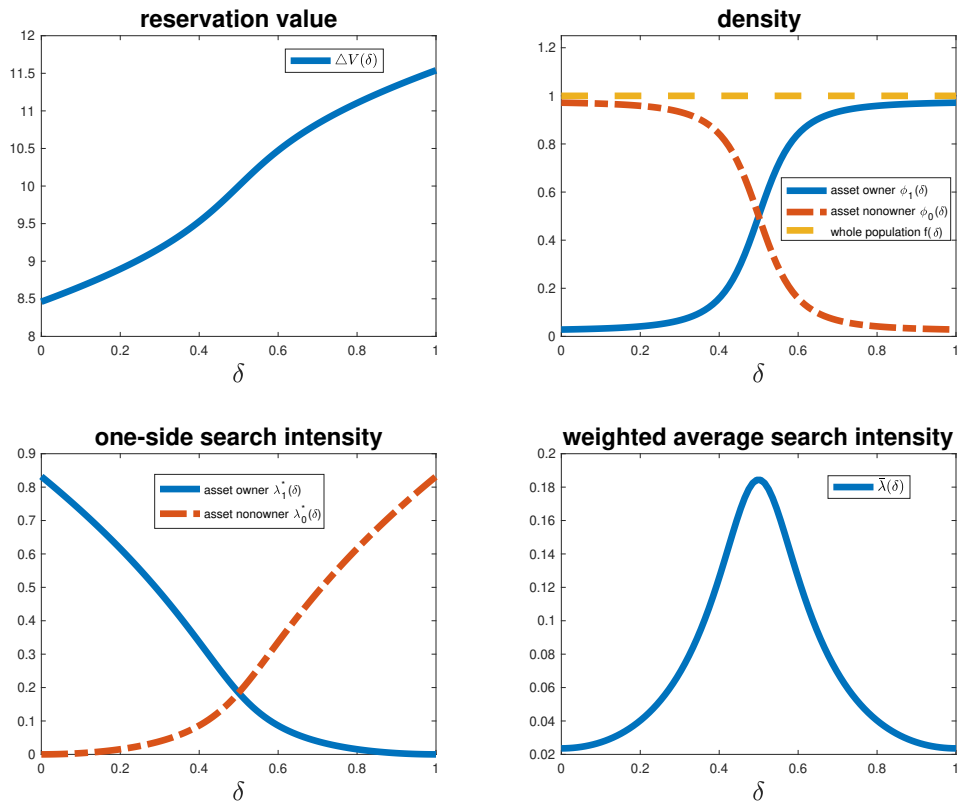 reservation value
12
11.5
11
10.5
10
9.5
9
8.5
8
0 0.2 0.4 0.6 0.8 1
δ
△V(δ)
density
1.2
1
0.8
0.6
0.4
0.2
0
0 0.2 0.4 0.6 0.8 1
δ
asset owner ϕ₁(δ)
asset nonowner ϕ₀(δ)
whole population f(δ)
one-side search intensity
0.9
0.8
0.7
0.6
0.5
0.4
0.3
0.2
0.1
0
0 0.2 0.4 0.6 0.8 1
δ
asset owner λ₁*(δ)
asset nonowner λ₀*(δ)
weighted average search intensity
0.2
0.18
0.16
0.14
0.12
0.1
0.08
0.06
0.04
0.02
0 0.2 0.4 0.6 0.8 1
δ
λ̄(δ)